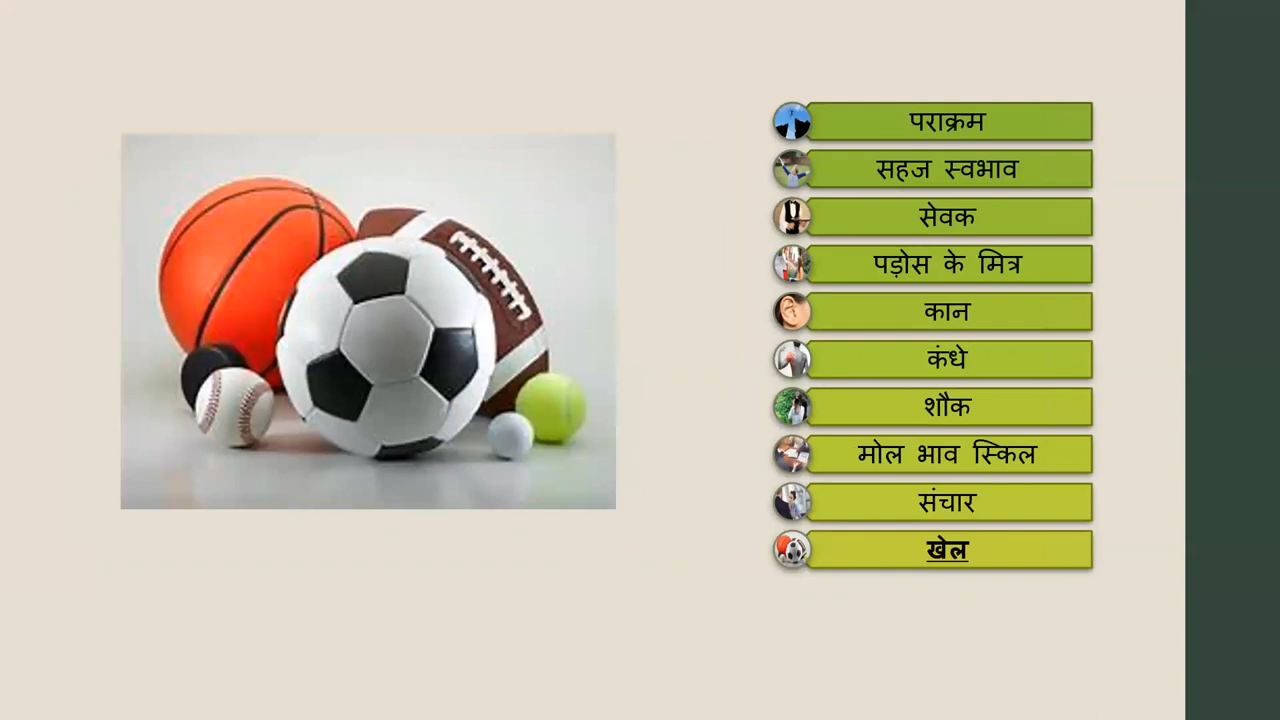 पराक्रम
सहज स्वभाव
सेवक
पड़ोस के मित्र
कान
कंधे
शौक
मोल भाव स्किल
संचार
खेल